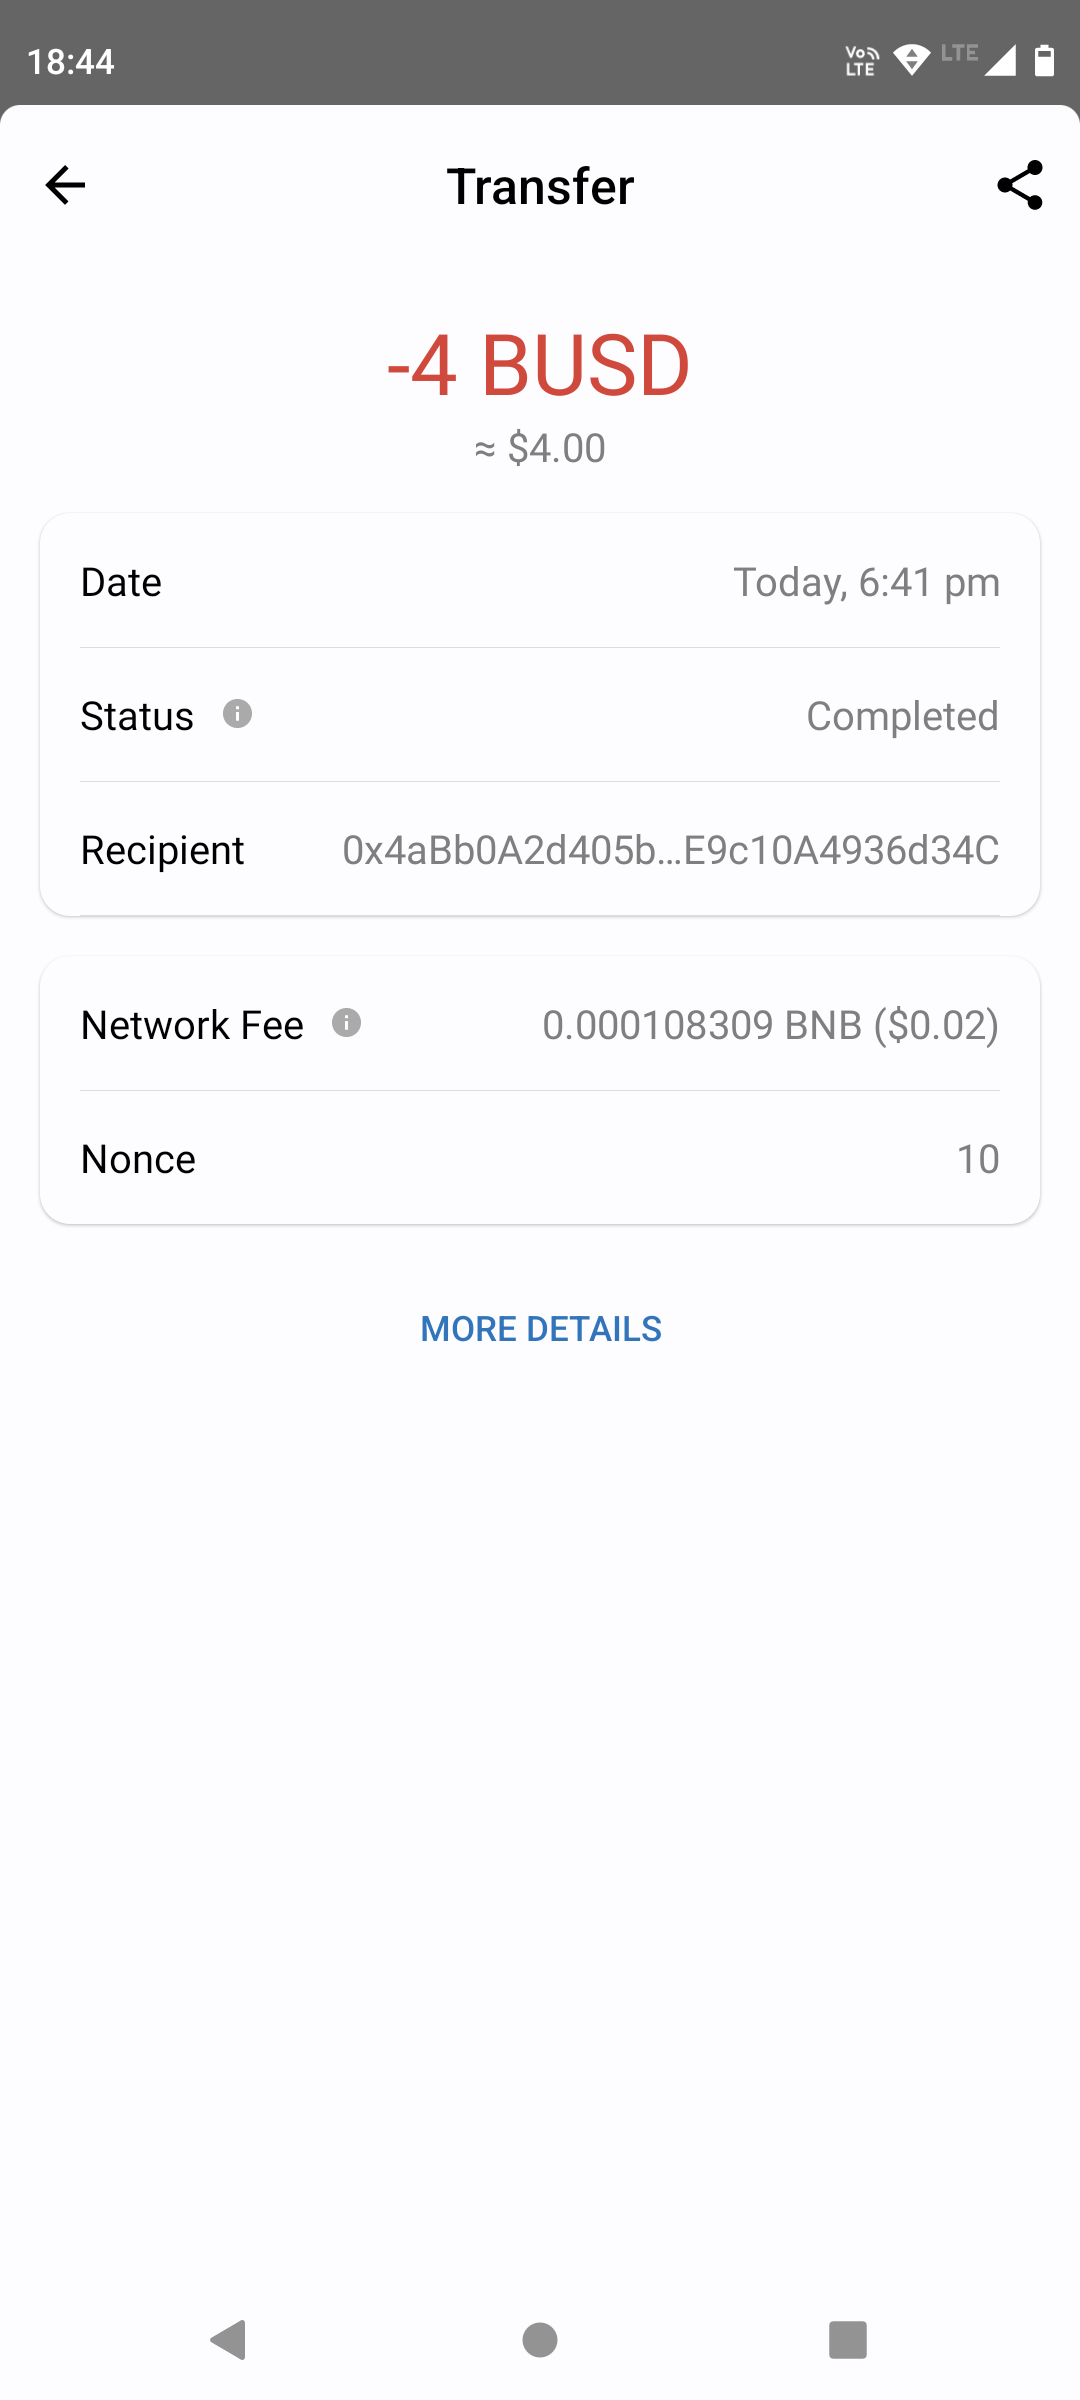 18:44
Vo LTE
LTE
Transfer
-4 BUSD
≈ $4.00
Date Today, 6:41 pm
Status Completed
Recipient 0x4aBb0A2d405b...E9c10A4936d34C
Network Fee 0.000108309 BNB ($0.02)
Nonce 10
MORE DETAILS